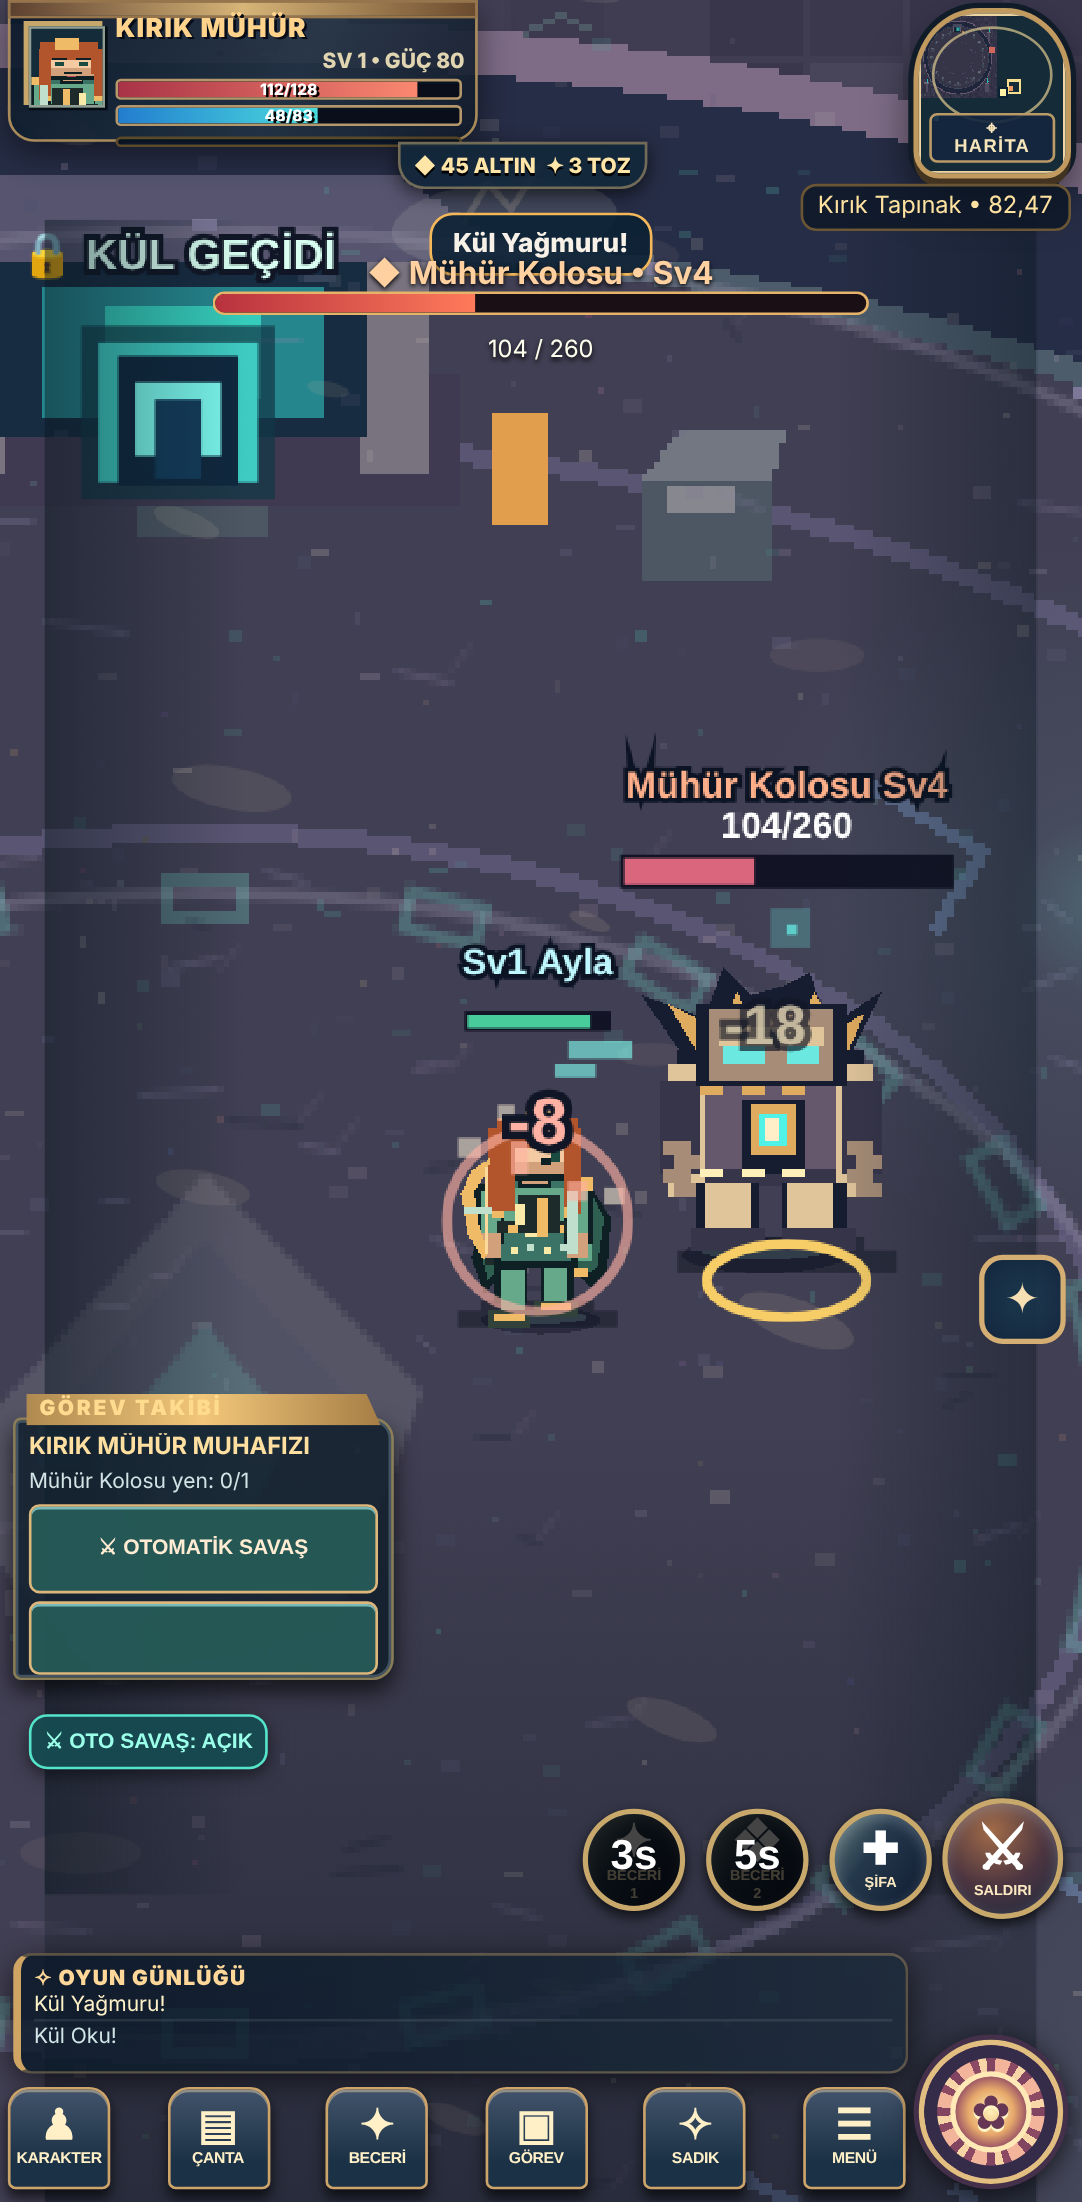 KIRIK MÜHÜR
SV 1 • GÜÇ 80
112/128
48/83
◆ 45 ALTIN ✦ 3 TOZ
⌖
HARİTA
Kırık Tapınak • 82,47
🔒 KÜL GEÇİDİ
Kül Yağmuru!
◆ Mühür Kolosu • Sv4
104 / 260
Mühür Kolosu Sv4
104/260
Sv1 Ayla
-18
-8
✦
GÖREV TAKİBİ
KIRIK MÜHÜR MUHAFIZI
Mühür Kolosu yen: 0/1
⚔ OTOMATİK SAVAŞ
⚔ OTO SAVAŞ: AÇIK
3s
BECERİ
1
5s
BECERİ
2
ŞİFA
SALDIRI
✧ OYUN GÜNLÜĞÜ
Kül Yağmuru!
Kül Oku!
KARAKTER
ÇANTA
BECERİ
GÖREV
SADIK
MENÜ